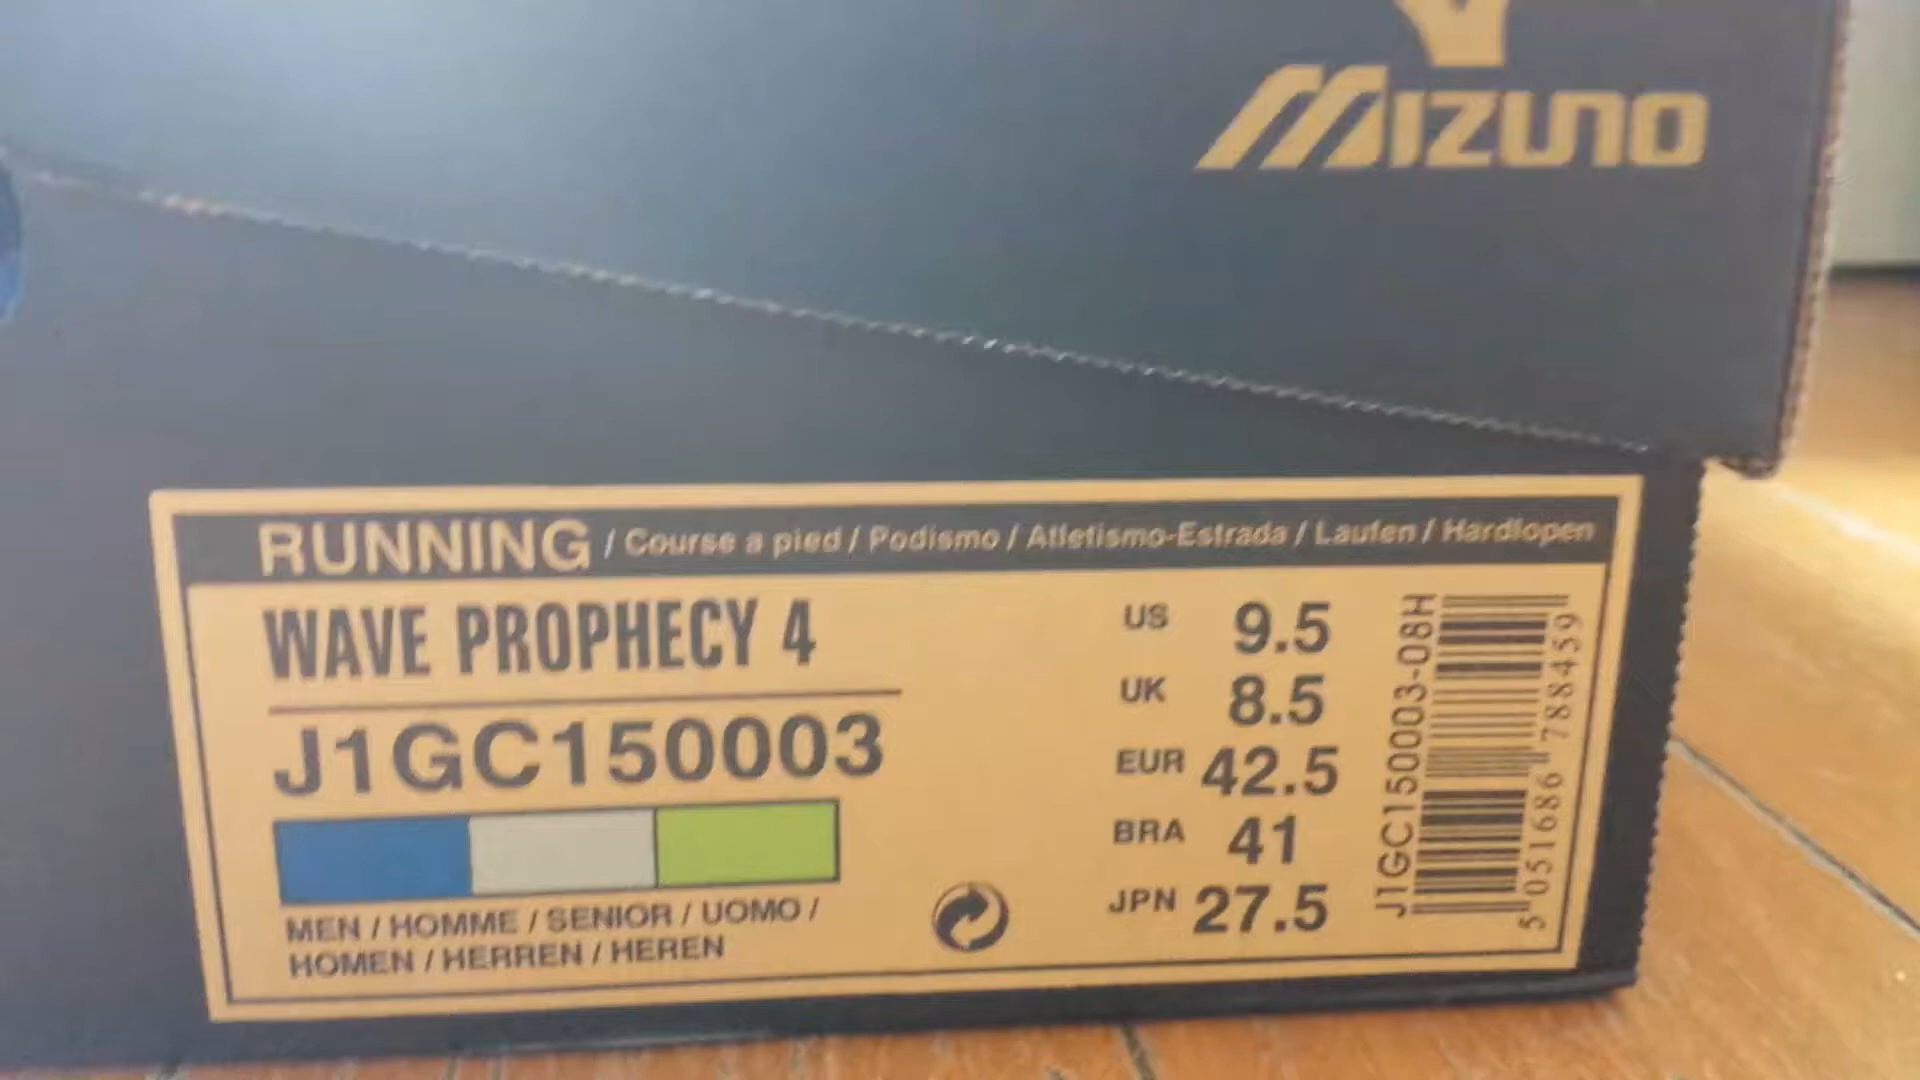 MIZUNO
RUNNING / Course a pied / Podismo / Atletismo-Estrada / Laufen / Hardlopen
WAVE PROPHECY 4
J1GC150003
MEN / HOMME / SENIOR / UOMO /
HOMEN / HERREN / HEREN
US 9.5
UK 8.5
EUR 42.5
BRA 41
JPN 27.5
J1GC150003-08H
5 051686 788459